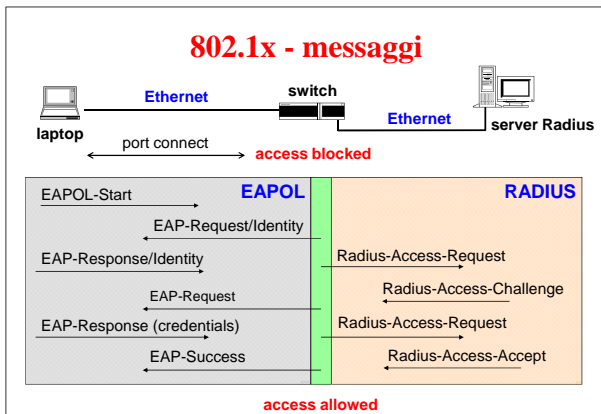 802.1x - messaggi
switch
Ethernet
Ethernet
laptop
server Radius
port connect
access blocked
EAPOL
RADIUS
EAPOL-Start
EAP-Request/Identity
EAP-Response/Identity
Radius-Access-Request
Radius-Access-Challenge
EAP-Request
EAP-Response (credentials)
Radius-Access-Request
EAP-Success
Radius-Access-Accept
access allowed